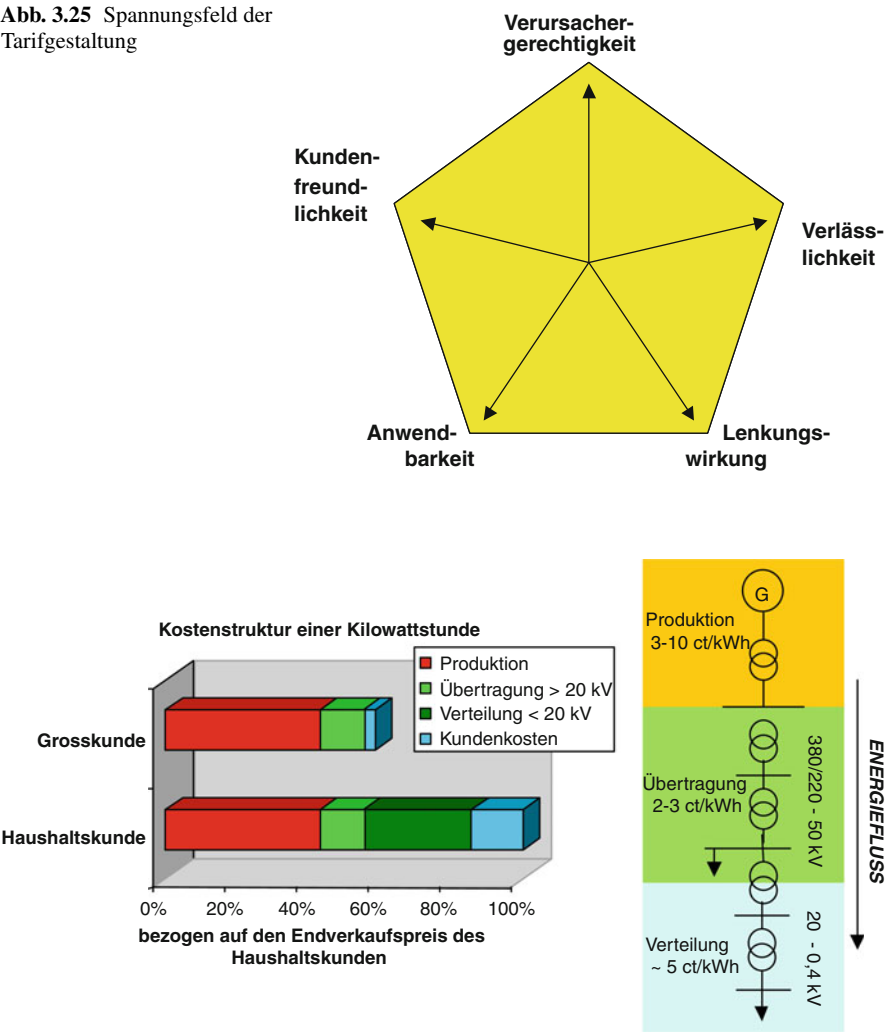 Abb. 3.25 Spannungsfeld der
Tarifgestaltung
Verursacher-
gerechtigkeit
Kunden-
freund-
lichkeit
Verläss-
lichkeit
Anwend-
barkeit
Lenkungs-
wirkung
Kostenstruktur einer Kilowattstunde
Produktion
Übertragung > 20 kV
Verteilung < 20 kV
Kundenkosten
Grosskunde
Haushaltskunde
0% 20% 40% 60% 80% 100%
bezogen auf den Endverkaufspreis des
Haushaltskunden
G
Produktion
3-10 ct/kWh
Übertragung
2-3 ct/kWh
380/220 - 50 kV
Verteilung
~ 5 ct/kWh
20 - 0,4 kV
ENERGIEFLUSS